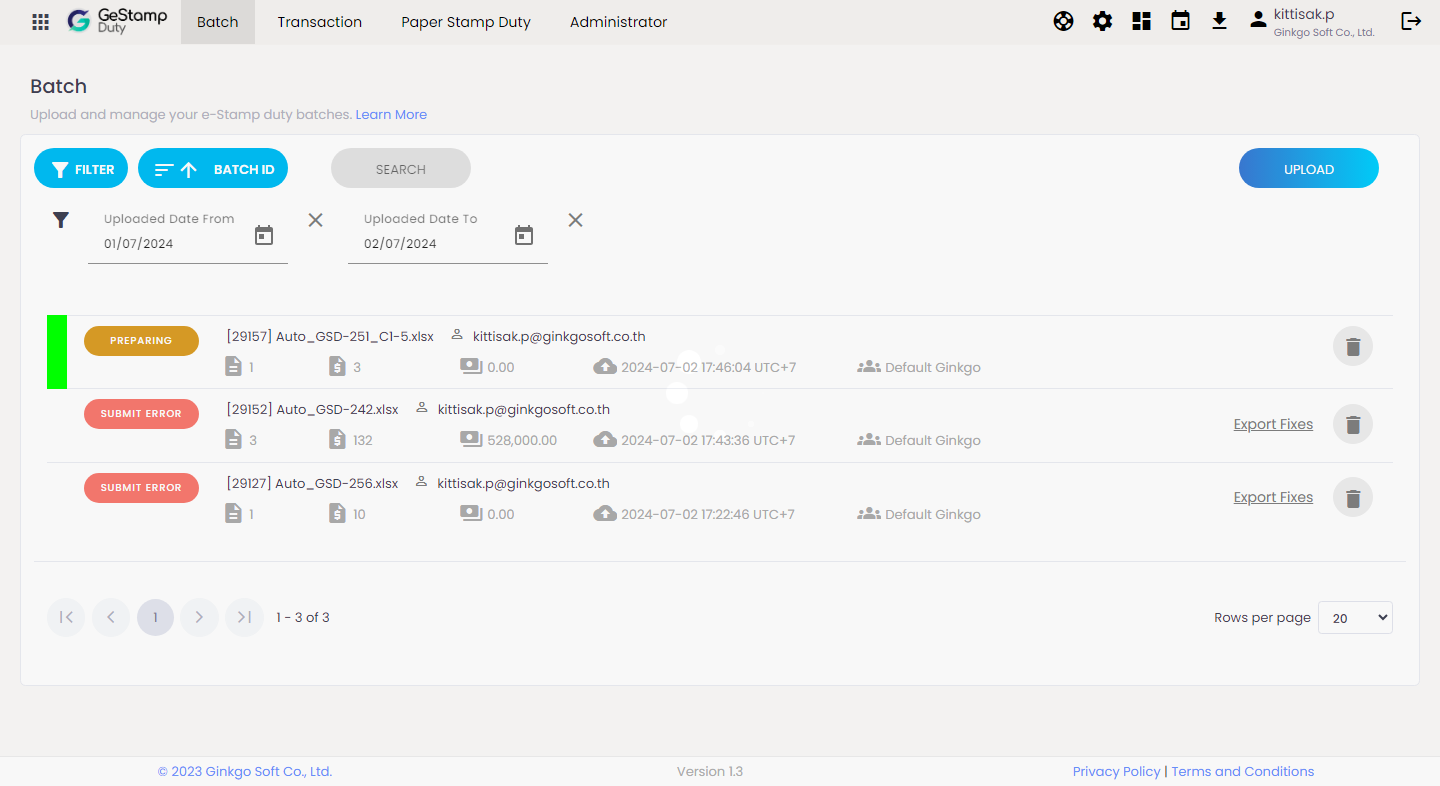 GeStamp
Duty
Batch
Transaction
Paper Stamp Duty
Administrator
kittisak.p
Ginkgo Soft Co., Ltd.
Batch
Upload and manage your e-Stamp duty batches. Learn More
FILTER
BATCH ID
SEARCH
UPLOAD
Uploaded Date From
01/07/2024
Uploaded Date To
02/07/2024
PREPARING
[29157] Auto_GSD-251_C1-5.xlsx
kittisak.p@ginkgosoft.co.th
1
3
0.00
2024-07-02 17:46:04 UTC+7
Default Ginkgo
SUBMIT ERROR
[29152] Auto_GSD-242.xlsx
kittisak.p@ginkgosoft.co.th
3
132
528,000.00
2024-07-02 17:43:36 UTC+7
Default Ginkgo
Export Fixes
SUBMIT ERROR
[29127] Auto_GSD-256.xlsx
kittisak.p@ginkgosoft.co.th
1
10
0.00
2024-07-02 17:22:46 UTC+7
Default Ginkgo
Export Fixes
1
1 - 3 of 3
Rows per page
20
© 2023 Ginkgo Soft Co., Ltd.
Version 1.3
Privacy Policy | Terms and Conditions